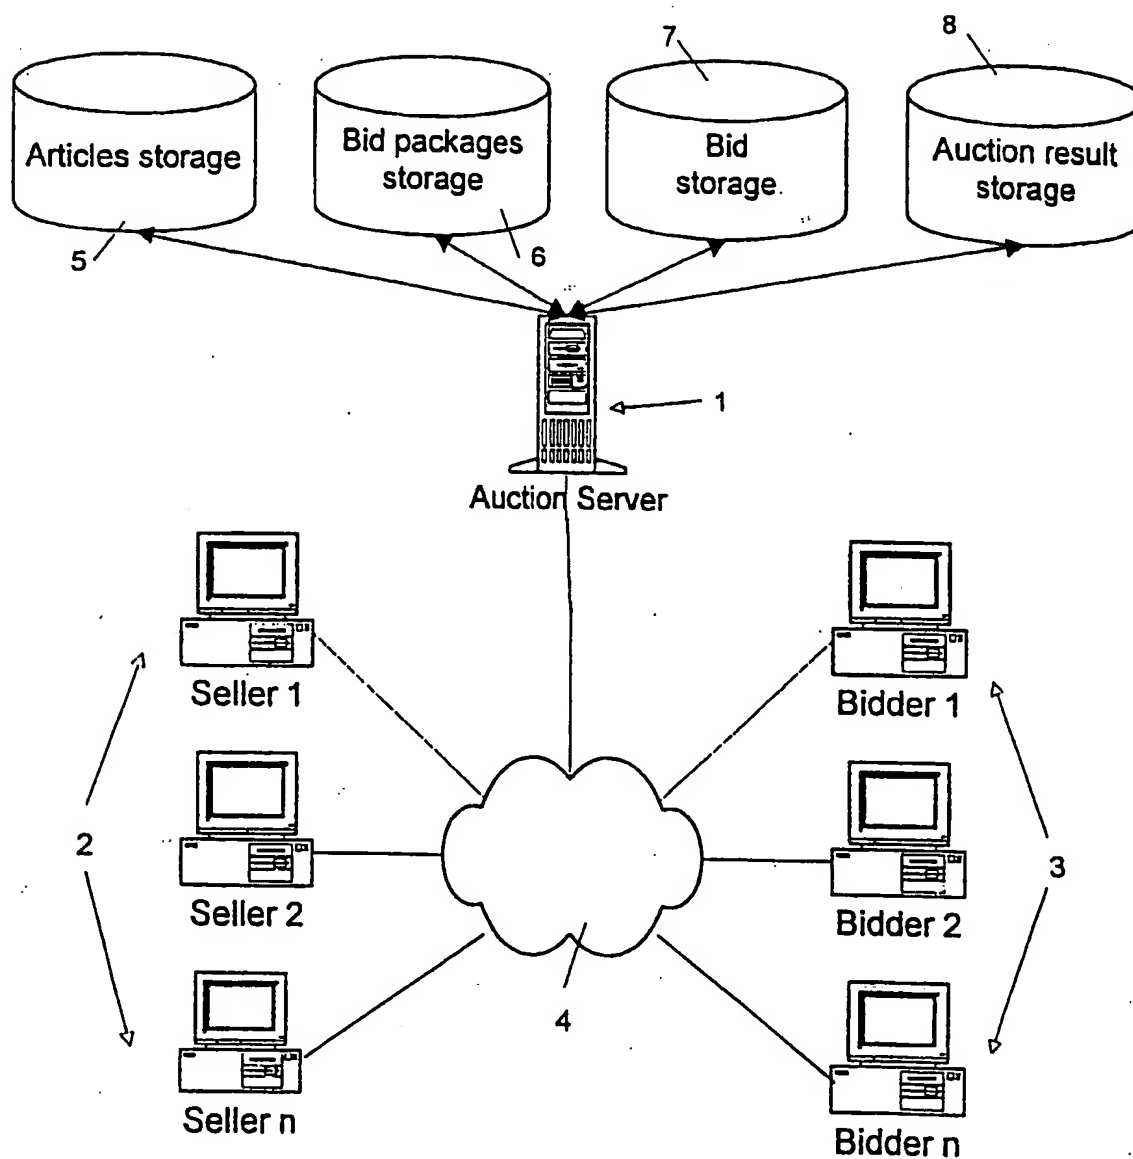 7
8
Articles storage
Bid packages
storage
Bid
storage
Auction result
storage
5
6
1
Auction Server
Seller 1
Bidder 1
2
Seller 2
3
Bidder 2
4
Seller n
Bidder n